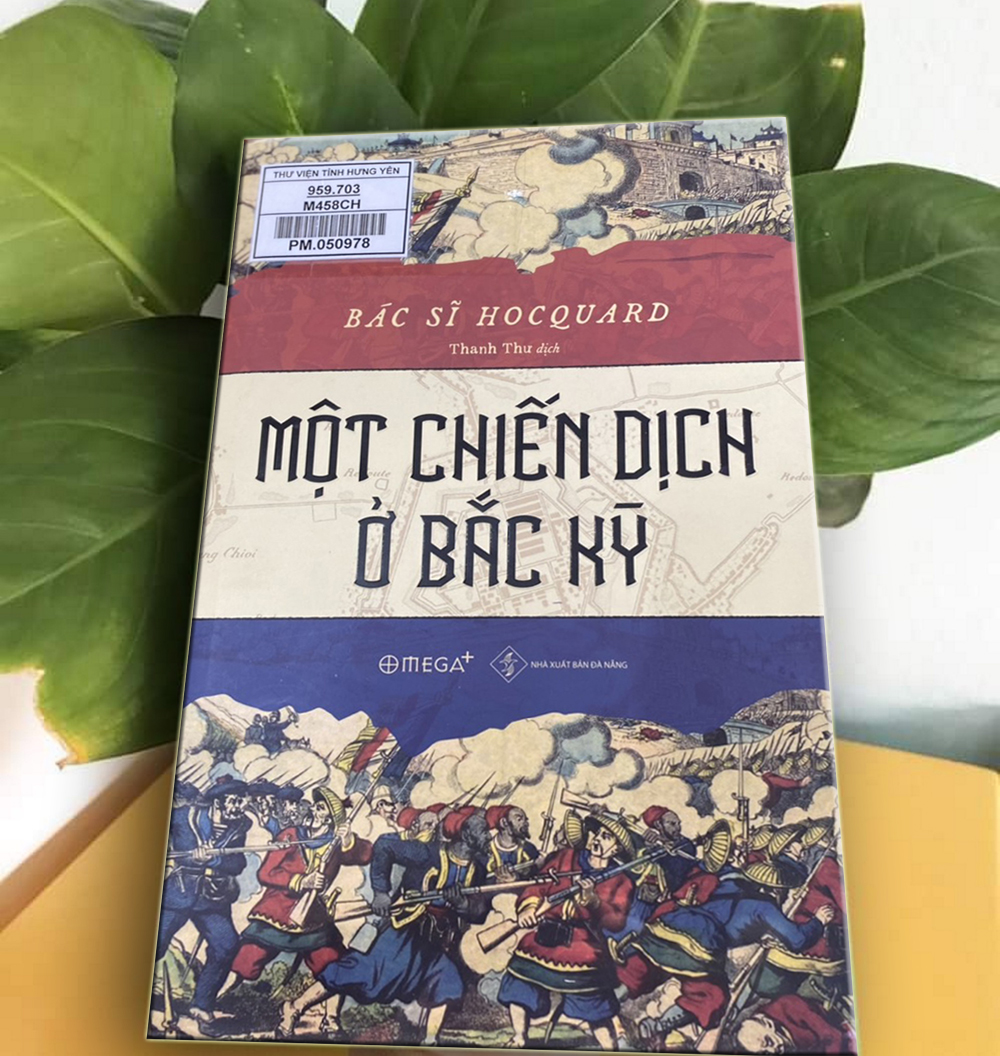 THƯ VIỆN TỈNH HƯNG YÊN
959.703
M458CH
PM.050978
BÁC SĨ HOCQUARD
Thanh Thư dịch
MỘT CHIẾN DỊCH
Ở BẮC KỲ
Redoute
OMEGA+
NHÀ XUẤT BẢN ĐÀ NẴNG